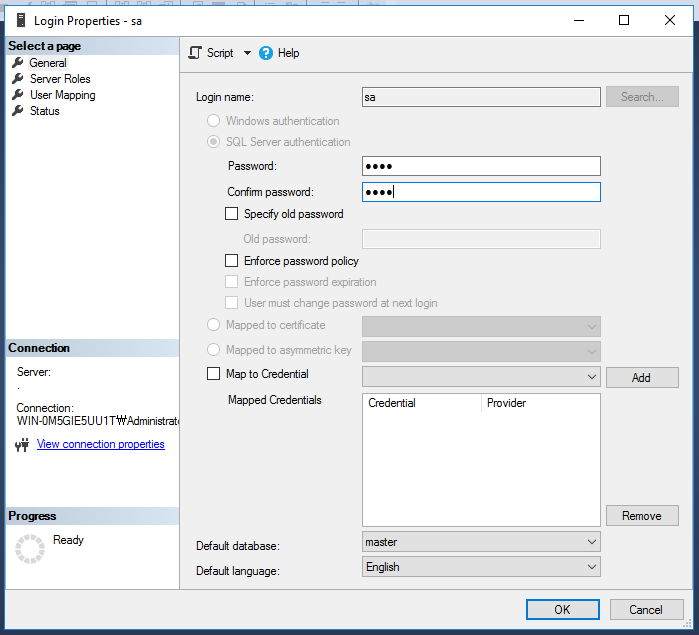 Login Properties - sa
Select a page
General
Server Roles
User Mapping
Status
Connection
Server:
.
Connection:
WIN-0M5GIE5UU1T₩Administrato
View connection properties
Progress
Ready
Script
Help
Login name:
sa
Search...
Windows authentication
SQL Server authentication
Password:
●●●●
Confirm password:
●●●●
Specify old password
Old password:
Enforce password policy
Enforce password expiration
User must change password at next login
Mapped to certificate
Mapped to asymmetric key
Map to Credential
Add
Mapped Credentials
Credential Provider
Remove
Default database:
master
Default language:
English
OK
Cancel